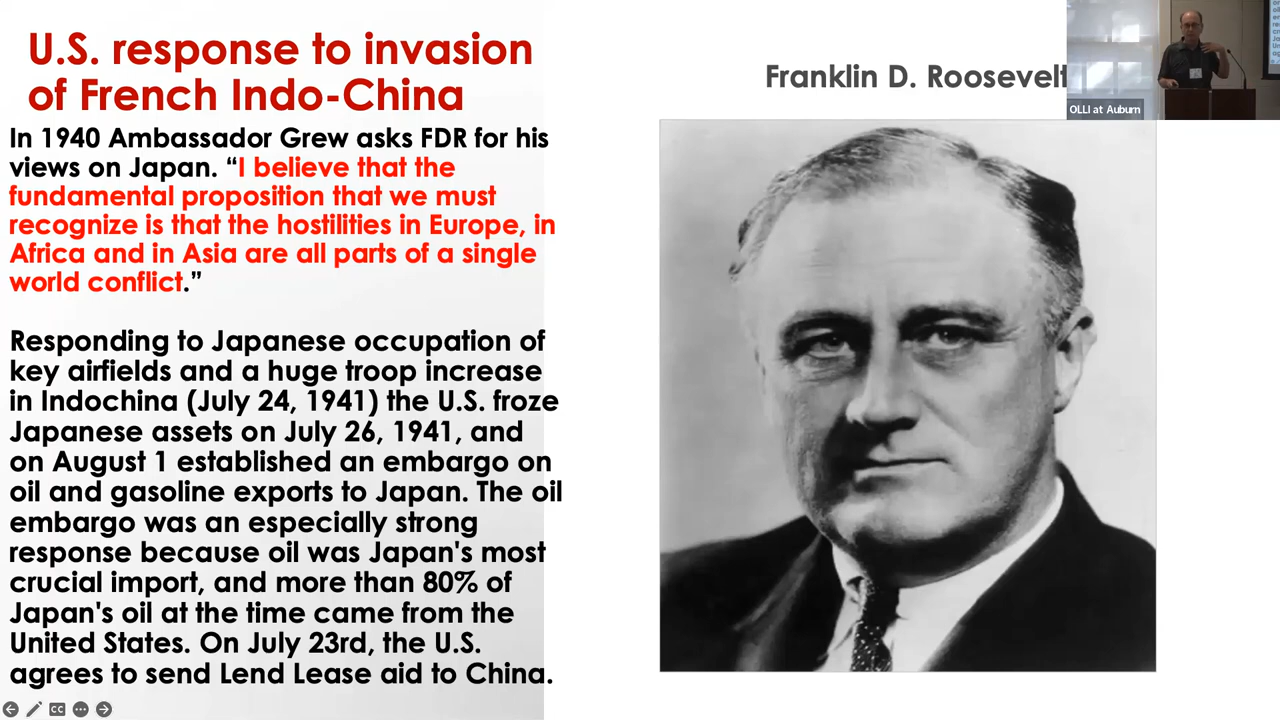 U.S. response to invasion
of French Indo-China
In 1940 Ambassador Grew asks FDR for his
views on Japan. “I believe that the
fundamental proposition that we must
recognize is that the hostilities in Europe, in
Africa and in Asia are all parts of a single
world conflict.”
Responding to Japanese occupation of
key airfields and a huge troop increase
in Indochina (July 24, 1941) the U.S. froze
Japanese assets on July 26, 1941, and
on August 1 established an embargo on
oil and gasoline exports to Japan. The oil
embargo was an especially strong
response because oil was Japan's most
crucial import, and more than 80% of
Japan's oil at the time came from the
United States. On July 23rd, the U.S.
agrees to send Lend Lease aid to China.
Franklin D. Roosevelt
OLLI at Auburn
CC